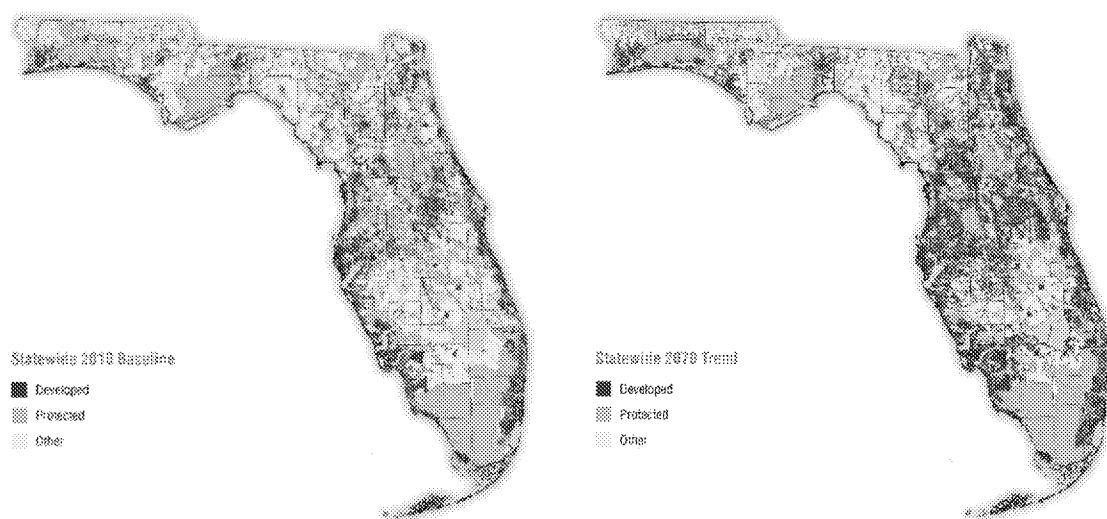 Statewide 2010 Baseline
Developed
Protected
Other
Statewide 2070 Trend
Developed
Protected
Other